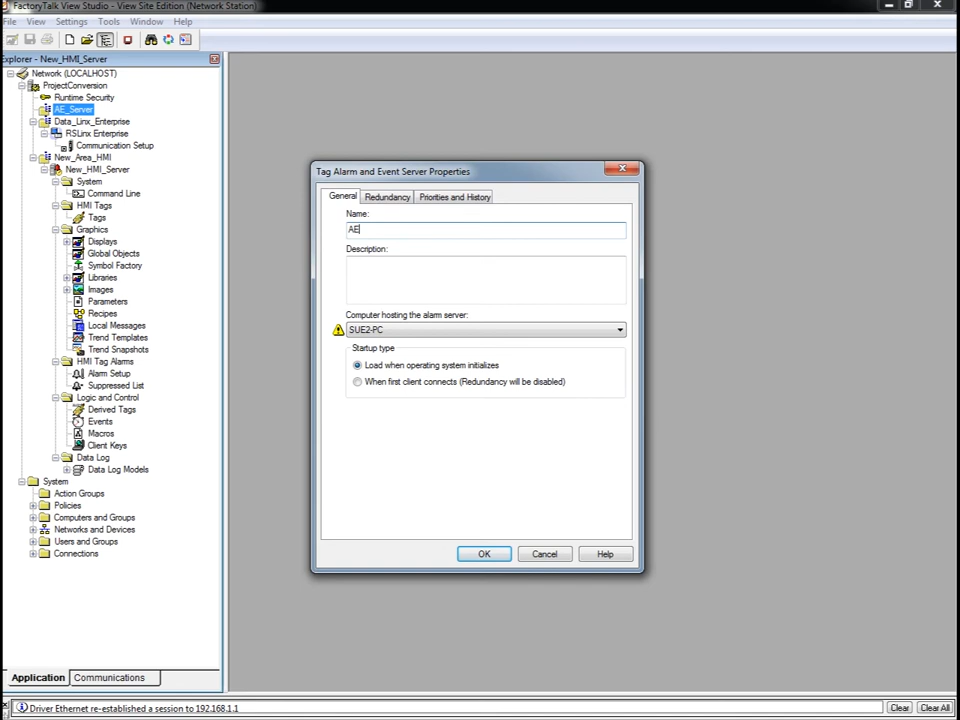 FactoryTalk View Studio - View Site Edition (Network Station)
File View Settings Tools Window Help
Explorer - New_HMI_Server
Network (LOCALHOST)
ProjectConversion
Runtime Security
AE_Server
Data_Linx_Enterprise
RSLinx Enterprise
Communication Setup
New_Area_HMI
New_HMI_Server
System
Command Line
HMI Tags
Tags
Graphics
Displays
Global Objects
Symbol Factory
Libraries
Images
Parameters
Recipes
Local Messages
Trend Templates
Trend Snapshots
HMI Tag Alarms
Alarm Setup
Suppressed List
Logic and Control
Derived Tags
Events
Macros
Client Keys
Data Log
Data Log Models
System
Action Groups
Policies
Computers and Groups
Networks and Devices
Users and Groups
Connections
Application Communications
Tag Alarm and Event Server Properties
General Redundancy Priorities and History
Name:
AE
Description:
Computer hosting the alarm server:
SUE2-PC
Startup type
Load when operating system initializes
When first client connects (Redundancy will be disabled)
OK Cancel Help
Driver Ethernet re-established a session to 192.168.1.1
Clear Clear All